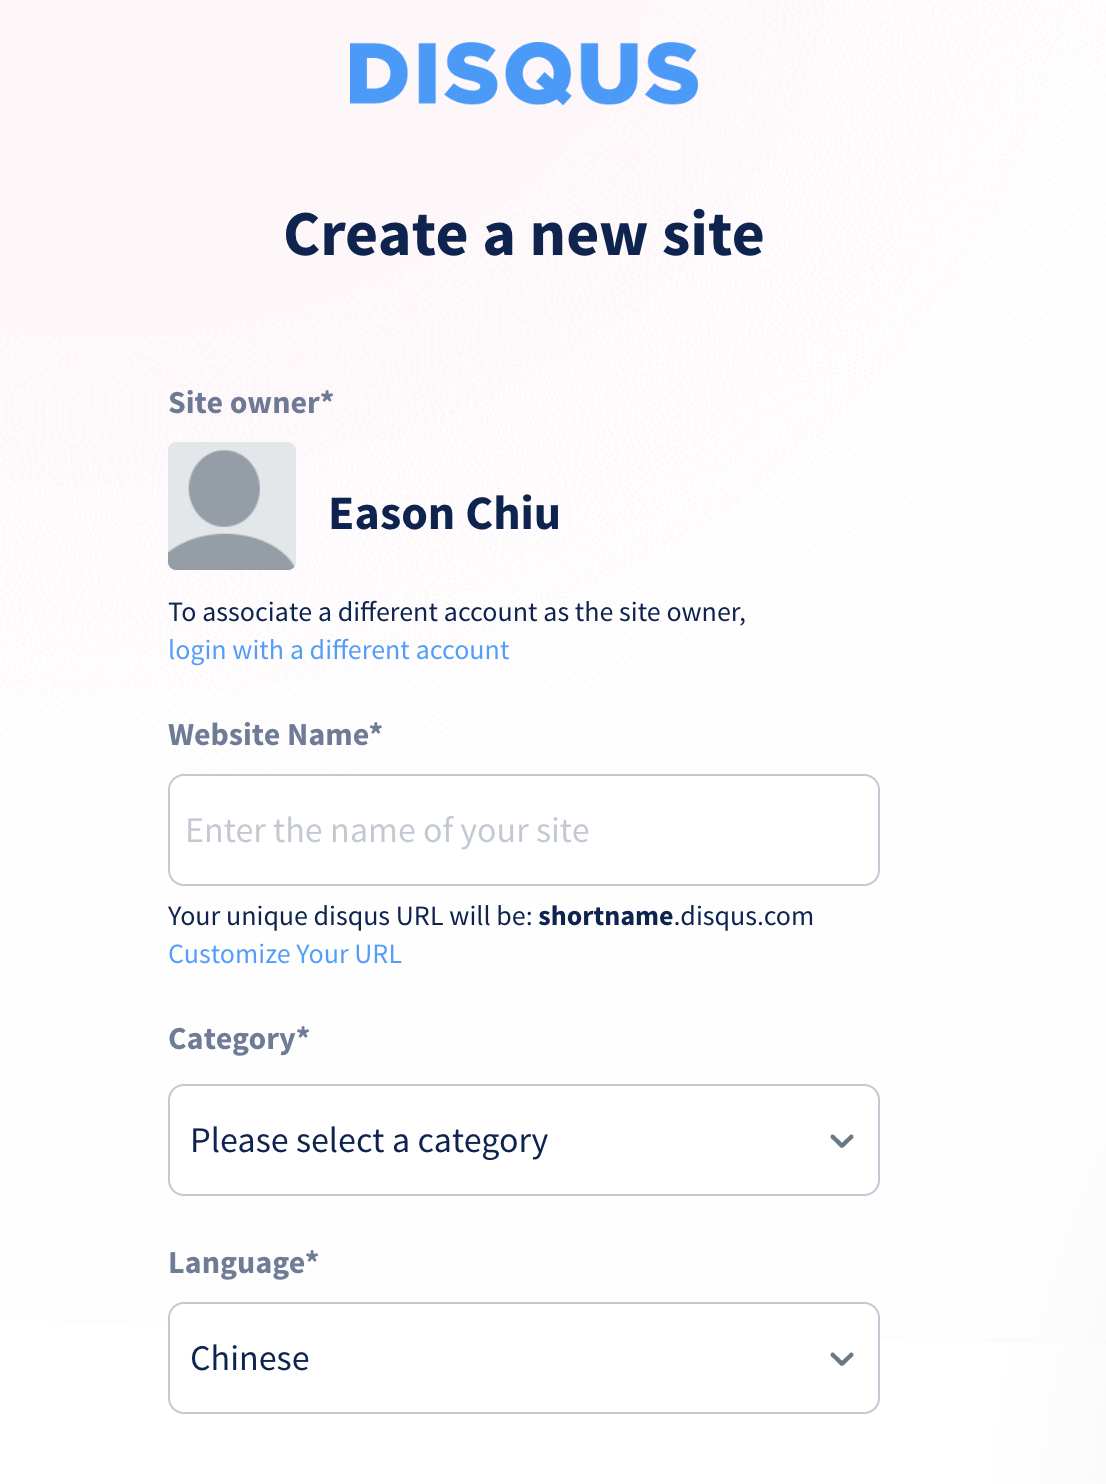 DISQUS
Create a new site
Site owner*
Eason Chiu
To associate a different account as the site owner,
login with a different account
Website Name*
Enter the name of your site
Your unique disqus URL will be: shortname.disqus.com
Customize Your URL
Category*
Please select a category
Language*
Chinese